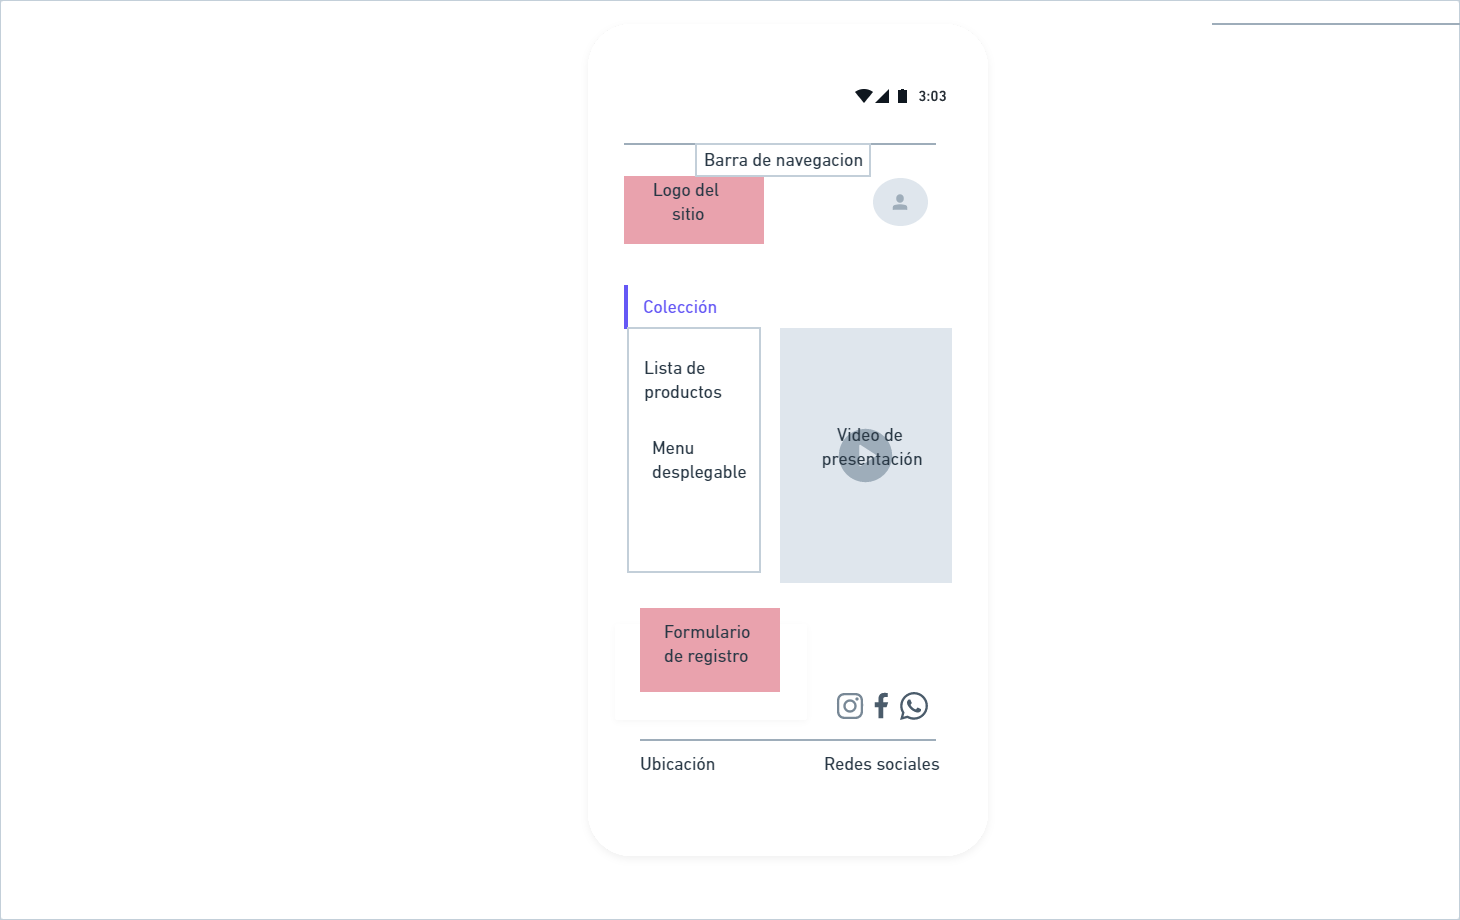 3:03
Barra de navegacion
Logo del
sitio
Colección
Lista de
productos
Menu
desplegable
Video de
presentación
Formulario
de registro
Ubicación
Redes sociales